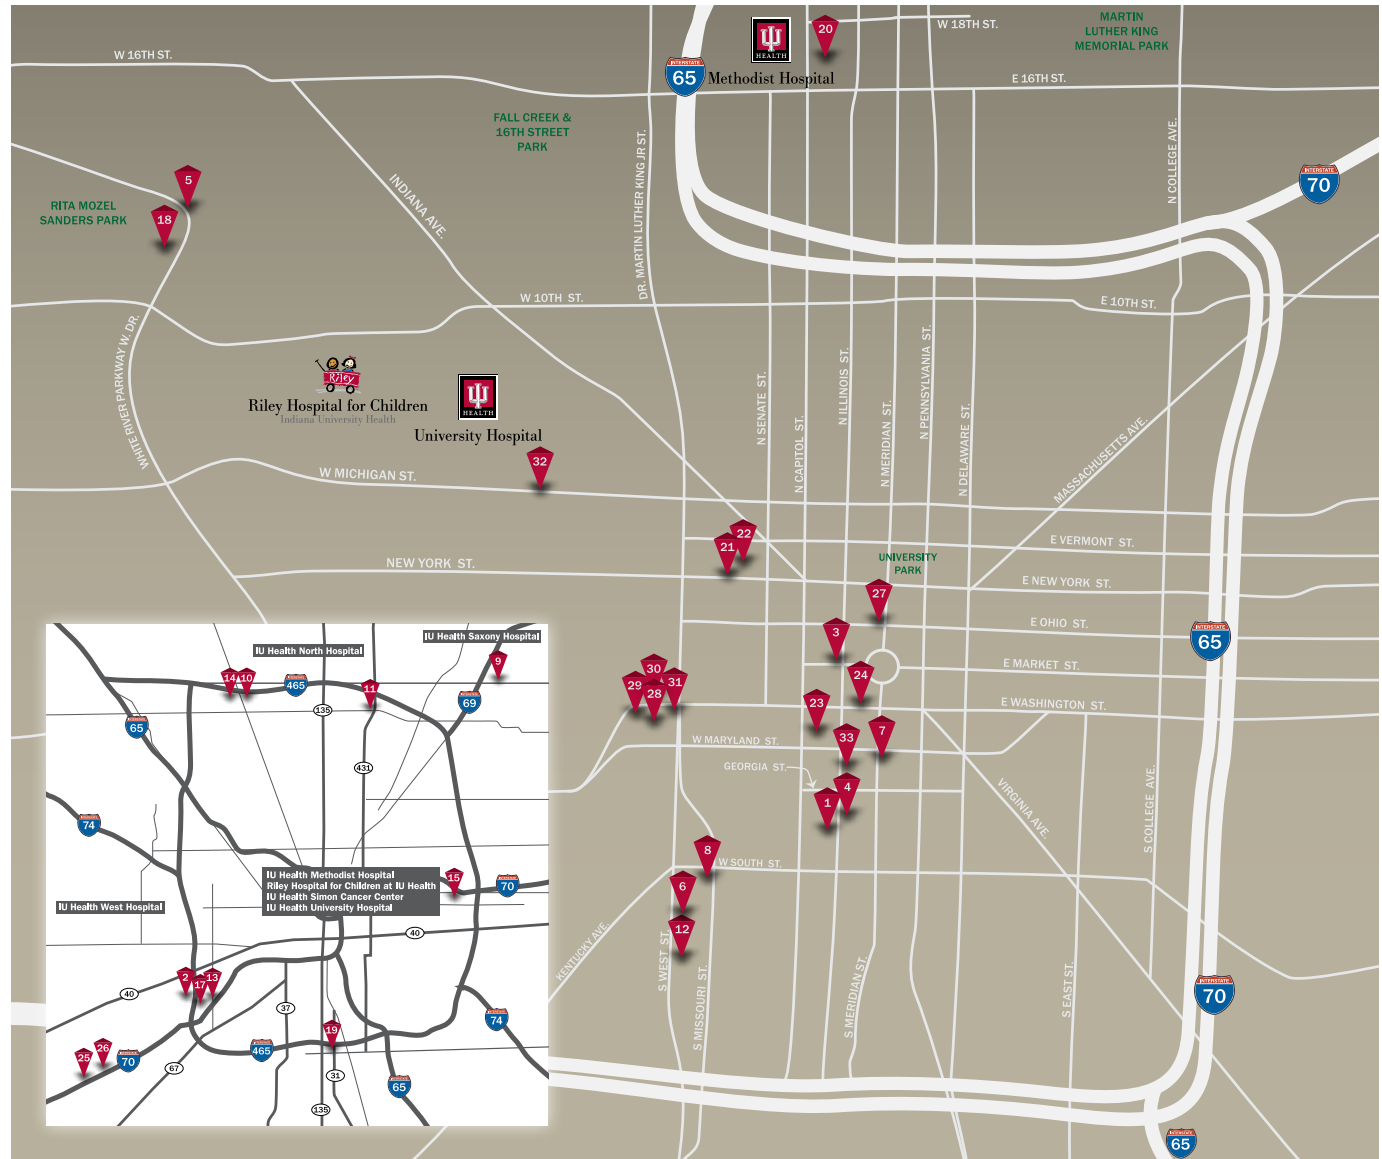 HEALTH
Methodist Hospital
20
W 18TH ST.
MARTIN
LUTHER KING
MEMORIAL PARK
W 16TH ST.
INTERSTATE
65
E 16TH ST.
FALL CREEK &
16TH STREET
PARK
DR. MARTIN LUTHER KING JR ST.
N COLLEGE AVE.
INTERSTATE
70
5
18
RITA MOZEL
SANDERS PARK
INDIANA AVE.
W 10TH ST.
E 10TH ST.
WHITE RIVER PARKWAY W. DR.
Riley
Riley Hospital for Children
Indiana University Health
HEALTH
University Hospital
32
W MICHIGAN ST.
N SENATE ST.
N CAPITOL ST.
N ILLINOIS ST.
N MERIDIAN ST.
N PENNSYLVANIA ST.
N DELAWARE ST.
MASSACHUSETTS AVE.
22
21
E VERMONT ST.
UNIVERSITY
PARK
NEW YORK ST.
E NEW YORK ST.
27
3
E OHIO ST.
INTERSTATE
65
E MARKET ST.
24
30
29
28
31
23
E WASHINGTON ST.
33
7
W MARYLAND ST.
GEORGIA ST.
4
1
VIRGINIA AVE.
S COLLEGE AVE.
8
W SOUTH ST.
6
12
KENTUCKY AVE.
S WEST ST.
S MISSOURI ST.
S MERIDIAN ST.
S EAST ST.
INTERSTATE
70
INTERSTATE
65
IU Health Saxony Hospital
IU Health North Hospital
9
14
10
465
11
69
135
65
431
74
IU Health Methodist Hospital
Riley Hospital for Children at IU Health
IU Health Simon Cancer Center
IU Health University Hospital
15
70
IU Health West Hospital
40
2
17
13
40
37
74
19
465
26
25
70
67
31
65
135